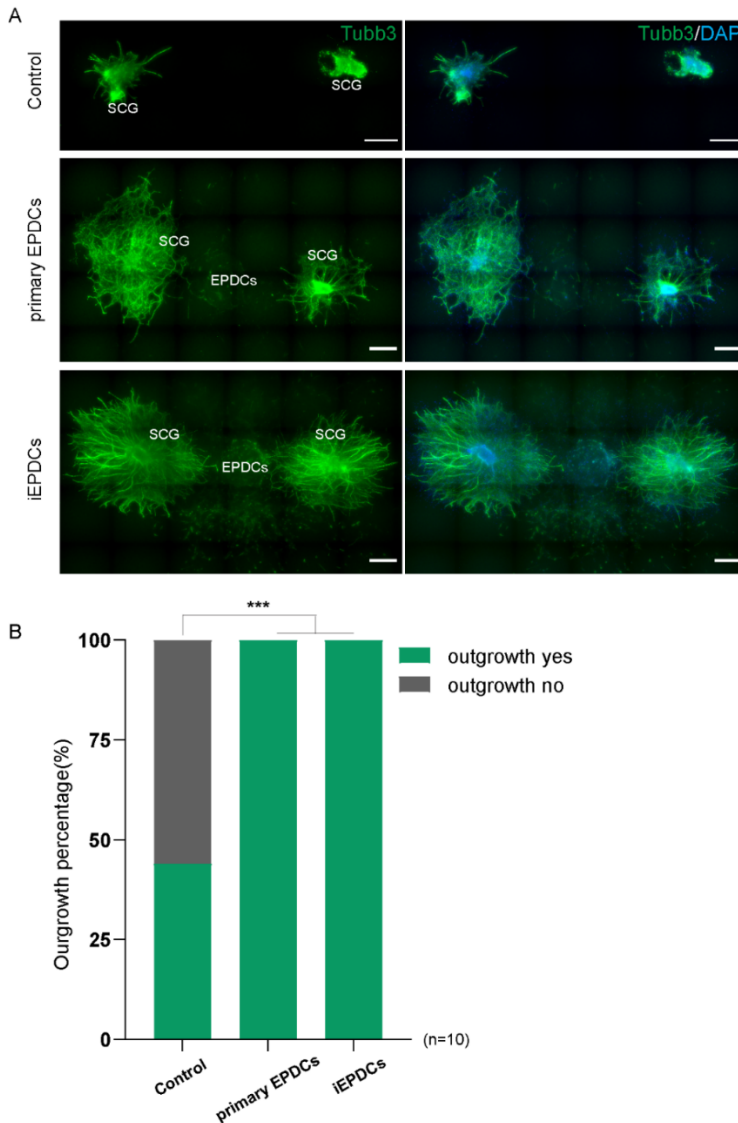 A
Control
Tubb3
SCG
SCG
Tubb3/DAP
primary EPDCs
SCG
SCG
EPDCs
iEPDCs
SCG
SCG
EPDCs
B
***
100
75
50
25
0
Ourgrowth percentage(%)
outgrowth yes
outgrowth no
(n=10)
Control
primary EPDCs
iEPDCs